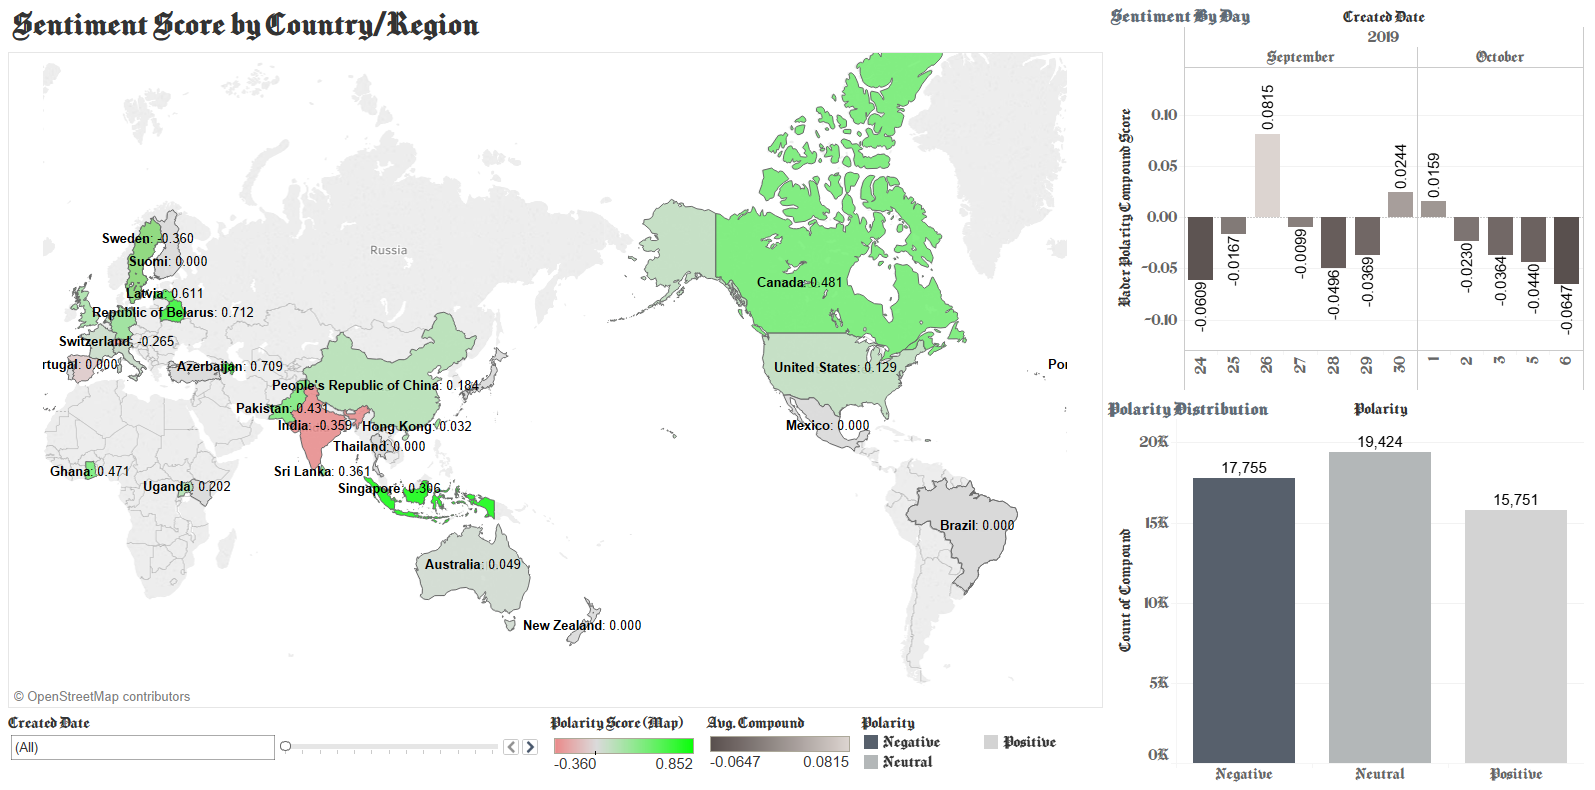 Sentiment Score by Country/Region
Russia
Sweden: -0.360
Suomi: 0.000
Latvia: 0.611
Republic of Belarus: 0.712
Switzerland: -0.265
rtugal: 0.000
Azerbaijan: 0.709
People's Republic of China: 0.184
Pakistan: 0.431
India: -0.359
Hong Kong: 0.032
Thailand: 0.000
Ghana: 0.471
Sri Lanka: 0.361
Uganda: 0.202
Singapore: 0.306
Australia: 0.049
New Zealand: 0.000
Canada: 0.481
United States: 0.129
Mexico: 0.000
Brazil: 0.000
Por
© OpenStreetMap contributors
Created Date
(All)
Polarity Score (Map)
-0.360 0.852
Avg. Compound
-0.0647 0.0815
Polarity
Negative
Positive
Neutral
Sentiment By Day
Created Date
2019
September October
Vader Polarity Compound Score
0.10
0.05
0.00
-0.05
-0.10
-0.0609
-0.0167
0.0815
-0.0099
-0.0496
-0.0369
0.0244
0.0159
-0.0230
-0.0364
-0.0440
-0.0647
24 25 26 27 28 29 30 1 2 3 5 6
Polarity Distribution
Polarity
Count of Compound
20K
15K
10K
5K
0K
17,755
19,424
15,751
Negative Neutral Positive